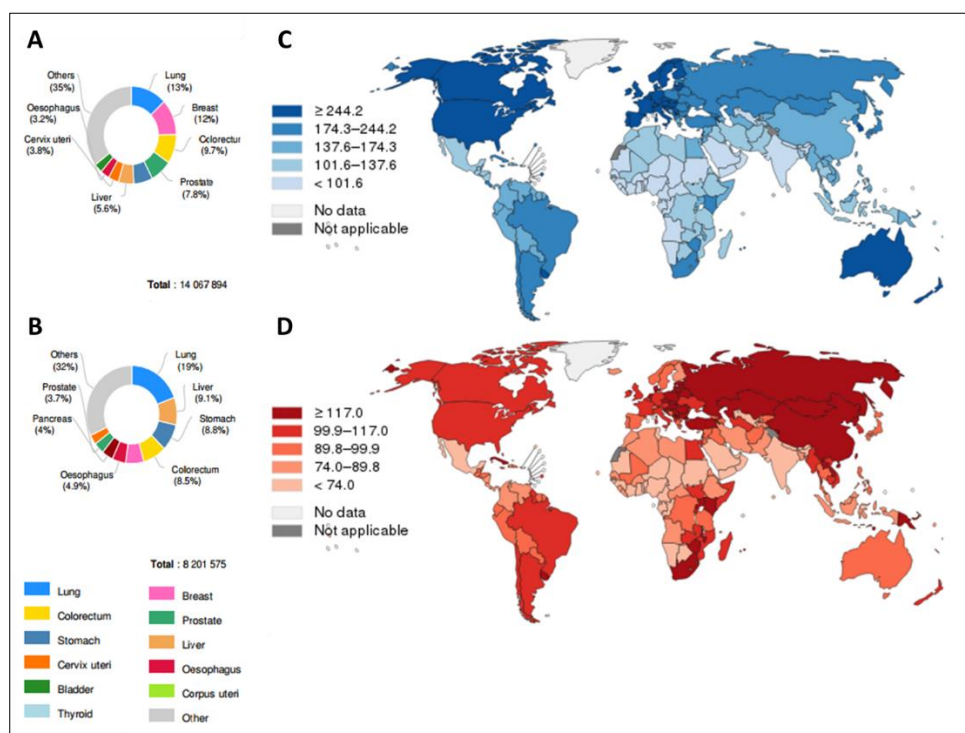 A
Others
(35%)
Oesophagus
(3.2%)
Cervix uteri
(3.8%)
Liver
(5.6%)
Lung
(13%)
Breast
(12%)
Colorectum
(9.7%)
Prostate
(7.8%)
Total : 14 067 894
B
Others
(32%)
Prostate
(3.7%)
Pancreas
(4%)
Oesophagus
(4.9%)
Lung
(19%)
Liver
(9.1%)
Stomach
(8.8%)
Colorectum
(8.5%)
Total : 8 201 575
Lung
Colorectum
Stomach
Cervix uteri
Bladder
Thyroid
Breast
Prostate
Liver
Oesophagus
Corpus uteri
Other
C
≥ 244.2
174.3–244.2
137.6–174.3
101.6–137.6
< 101.6
No data
Not applicable
D
≥ 117.0
99.9–117.0
89.8–99.9
74.0–89.8
< 74.0
No data
Not applicable